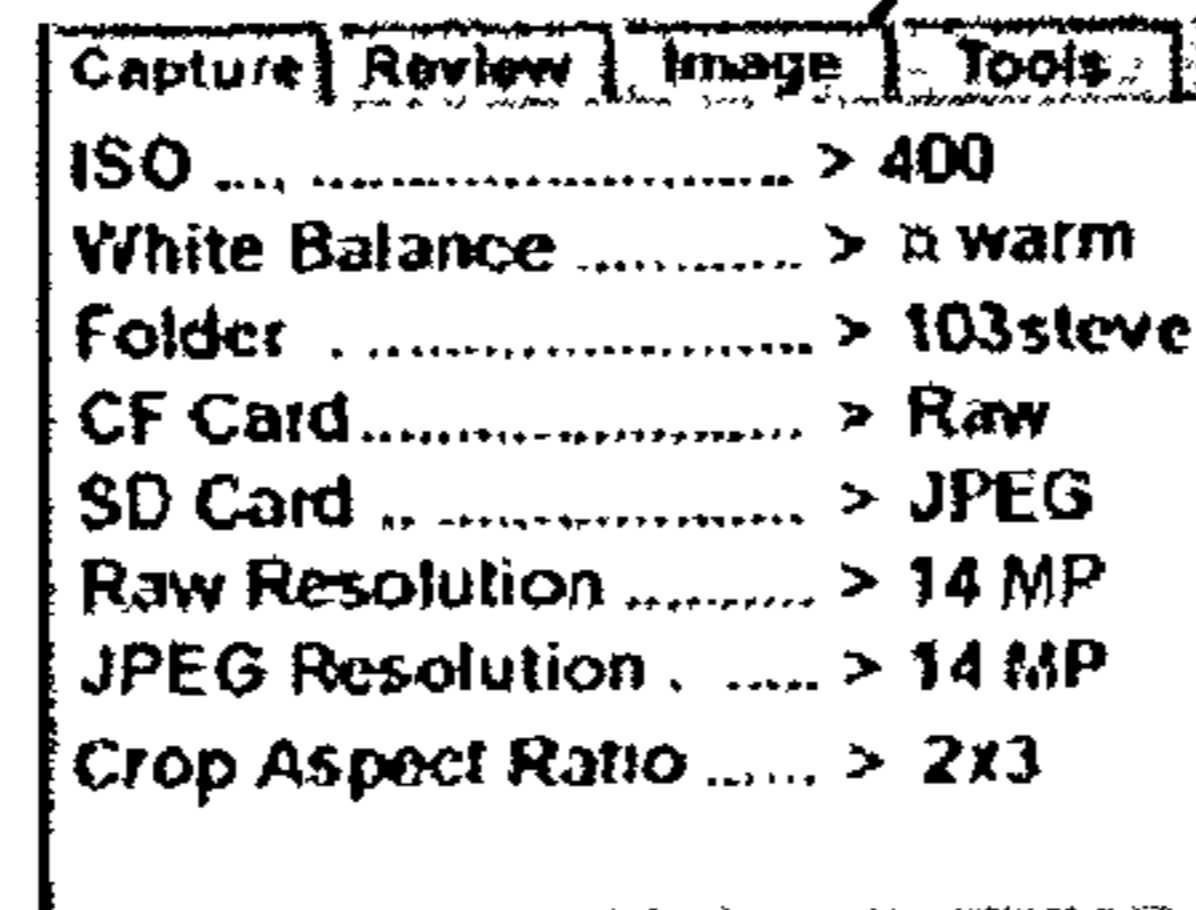 Capture Review Image Tools
ISO .... ........................ > 400
White Balance ............ > ¤ warm
Folder . ........................ > 103steve
CF Card........................ > Raw
SD Card .. .................... > JPEG
Raw Resolution .......... > 14 MP
JPEG Resolution . ..... > 14 MP
Crop Aspect Ratio ...... > 2x3